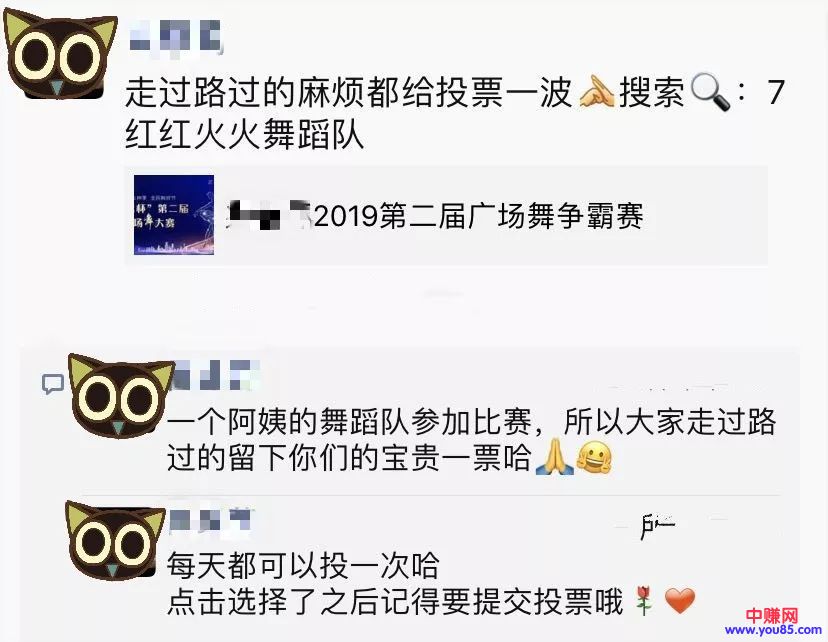 走过路过的麻烦都给投票一波🫱搜索🔍：7
红红火火舞蹈队
杯”第二届
场舞大赛
2019第二届广场舞争霸赛
一个阿姨的舞蹈队参加比赛，所以大家走过路
过的留下你们的宝贵一票哈🙏🤗
每天都可以投一次哈
点击选择了之后记得要提交投票哦🌹❤️
中赚网
www.you85.com